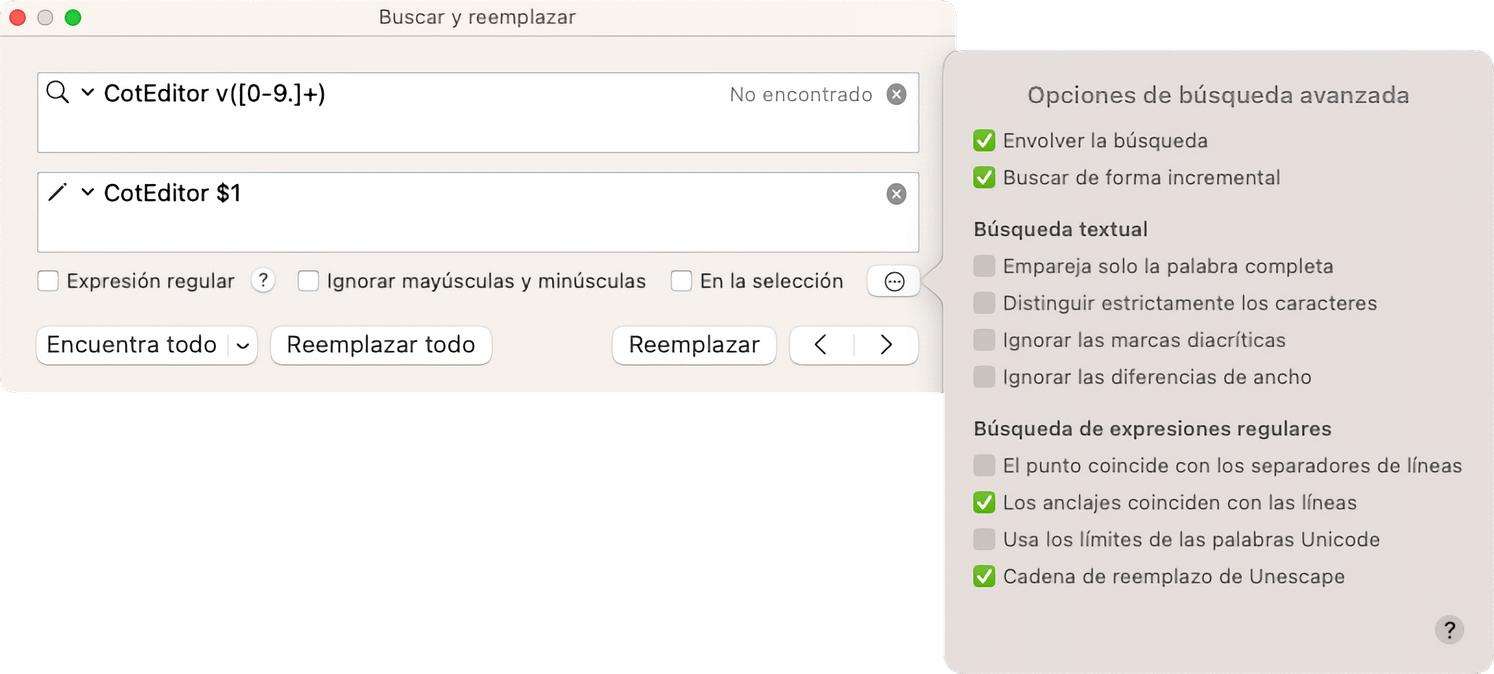 Buscar y reemplazar
CotEditor v([0-9.]+)
No encontrado
CotEditor $1
Expresión regular ? Ignorar mayúsculas y minúsculas En la selección
Encuentra todo Reemplazar todo Reemplazar
Opciones de búsqueda avanzada
Envolver la búsqueda
Buscar de forma incremental
Búsqueda textual
Empareja solo la palabra completa
Distinguir estrictamente los caracteres
Ignorar las marcas diacríticas
Ignorar las diferencias de ancho
Búsqueda de expresiones regulares
El punto coincide con los separadores de líneas
Los anclajes coinciden con las líneas
Usa los límites de las palabras Unicode
Cadena de reemplazo de Unescape
?